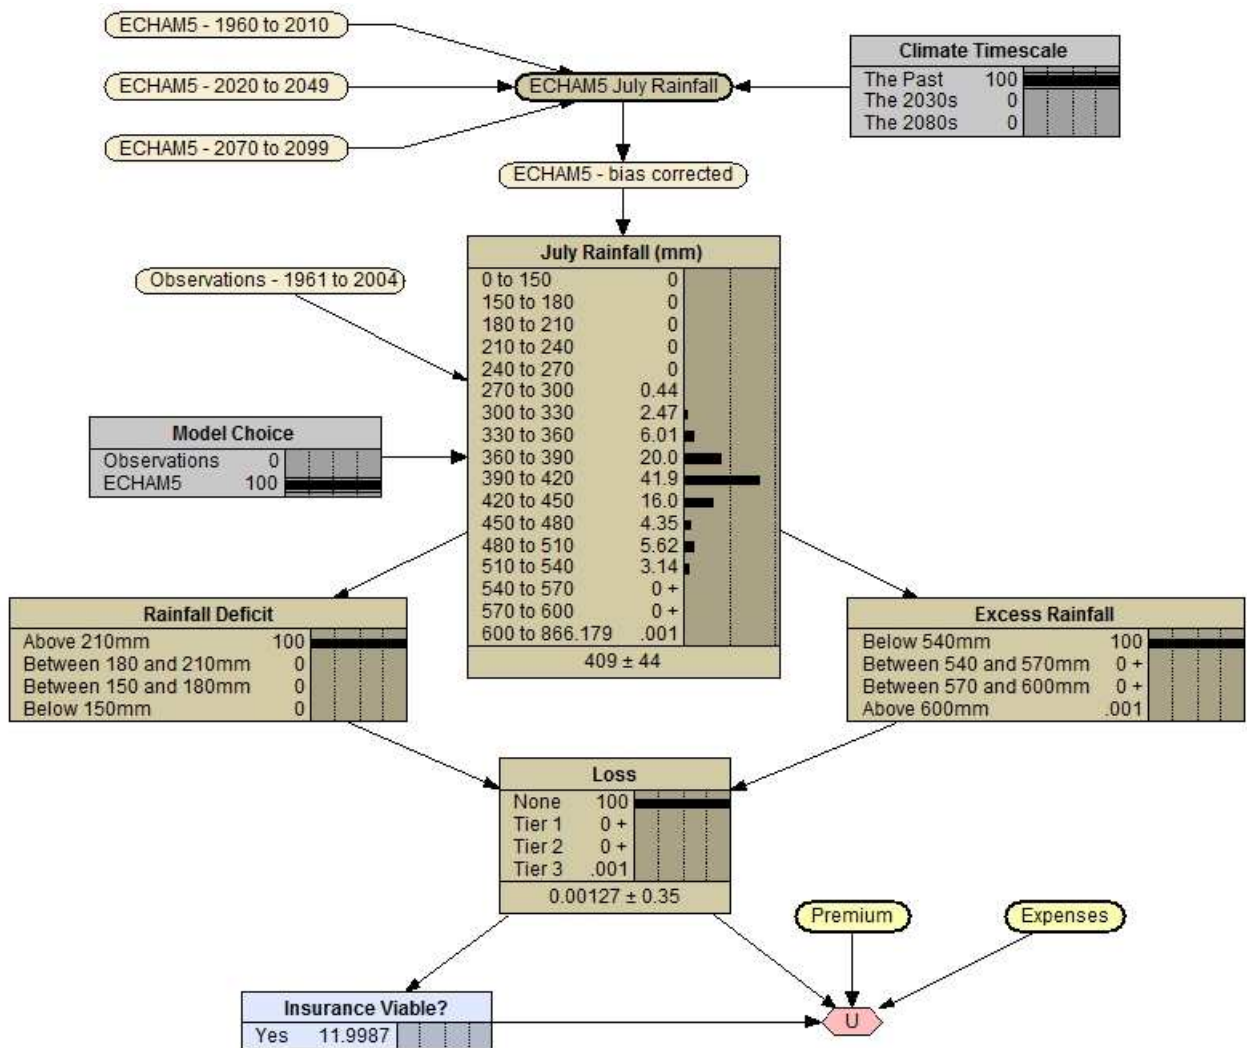 ECHAM5 - 1960 to 2010
ECHAM5 - 2020 to 2049
ECHAM5 - 2070 to 2099
ECHAM5 July Rainfall
Climate Timescale
The Past 100
The 2030s 0
The 2080s 0
ECHAM5 - bias corrected
Observations - 1961 to 2004
July Rainfall (mm)
0 to 150 0
150 to 180 0
180 to 210 0
210 to 240 0
240 to 270 0
270 to 300 0.44
300 to 330 2.47
330 to 360 6.01
360 to 390 20.0
390 to 420 41.9
420 to 450 16.0
450 to 480 4.35
480 to 510 5.62
510 to 540 3.14
540 to 570 0 +
570 to 600 0 +
600 to 866.179 .001
409 ± 44
Model Choice
Observations 0
ECHAM5 100
Rainfall Deficit
Above 210mm 100
Between 180 and 210mm 0
Between 150 and 180mm 0
Below 150mm 0
Excess Rainfall
Below 540mm 100
Between 540 and 570mm 0 +
Between 570 and 600mm 0 +
Above 600mm .001
Loss
None 100
Tier 1 0 +
Tier 2 0 +
Tier 3 .001
0.00127 ± 0.35
Premium
Expenses
Insurance Viable?
Yes 11.9987
U